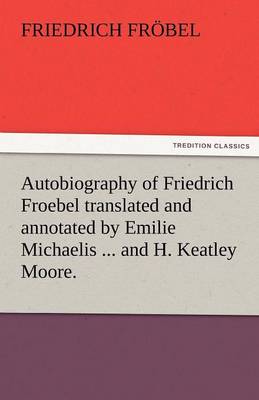 FRIEDRICH FRÖBEL
TREDITION CLASSICS
Autobiography of Friedrich
Froebel translated and
annotated by Emilie
Michaelis ... and H. Keatley
Moore.